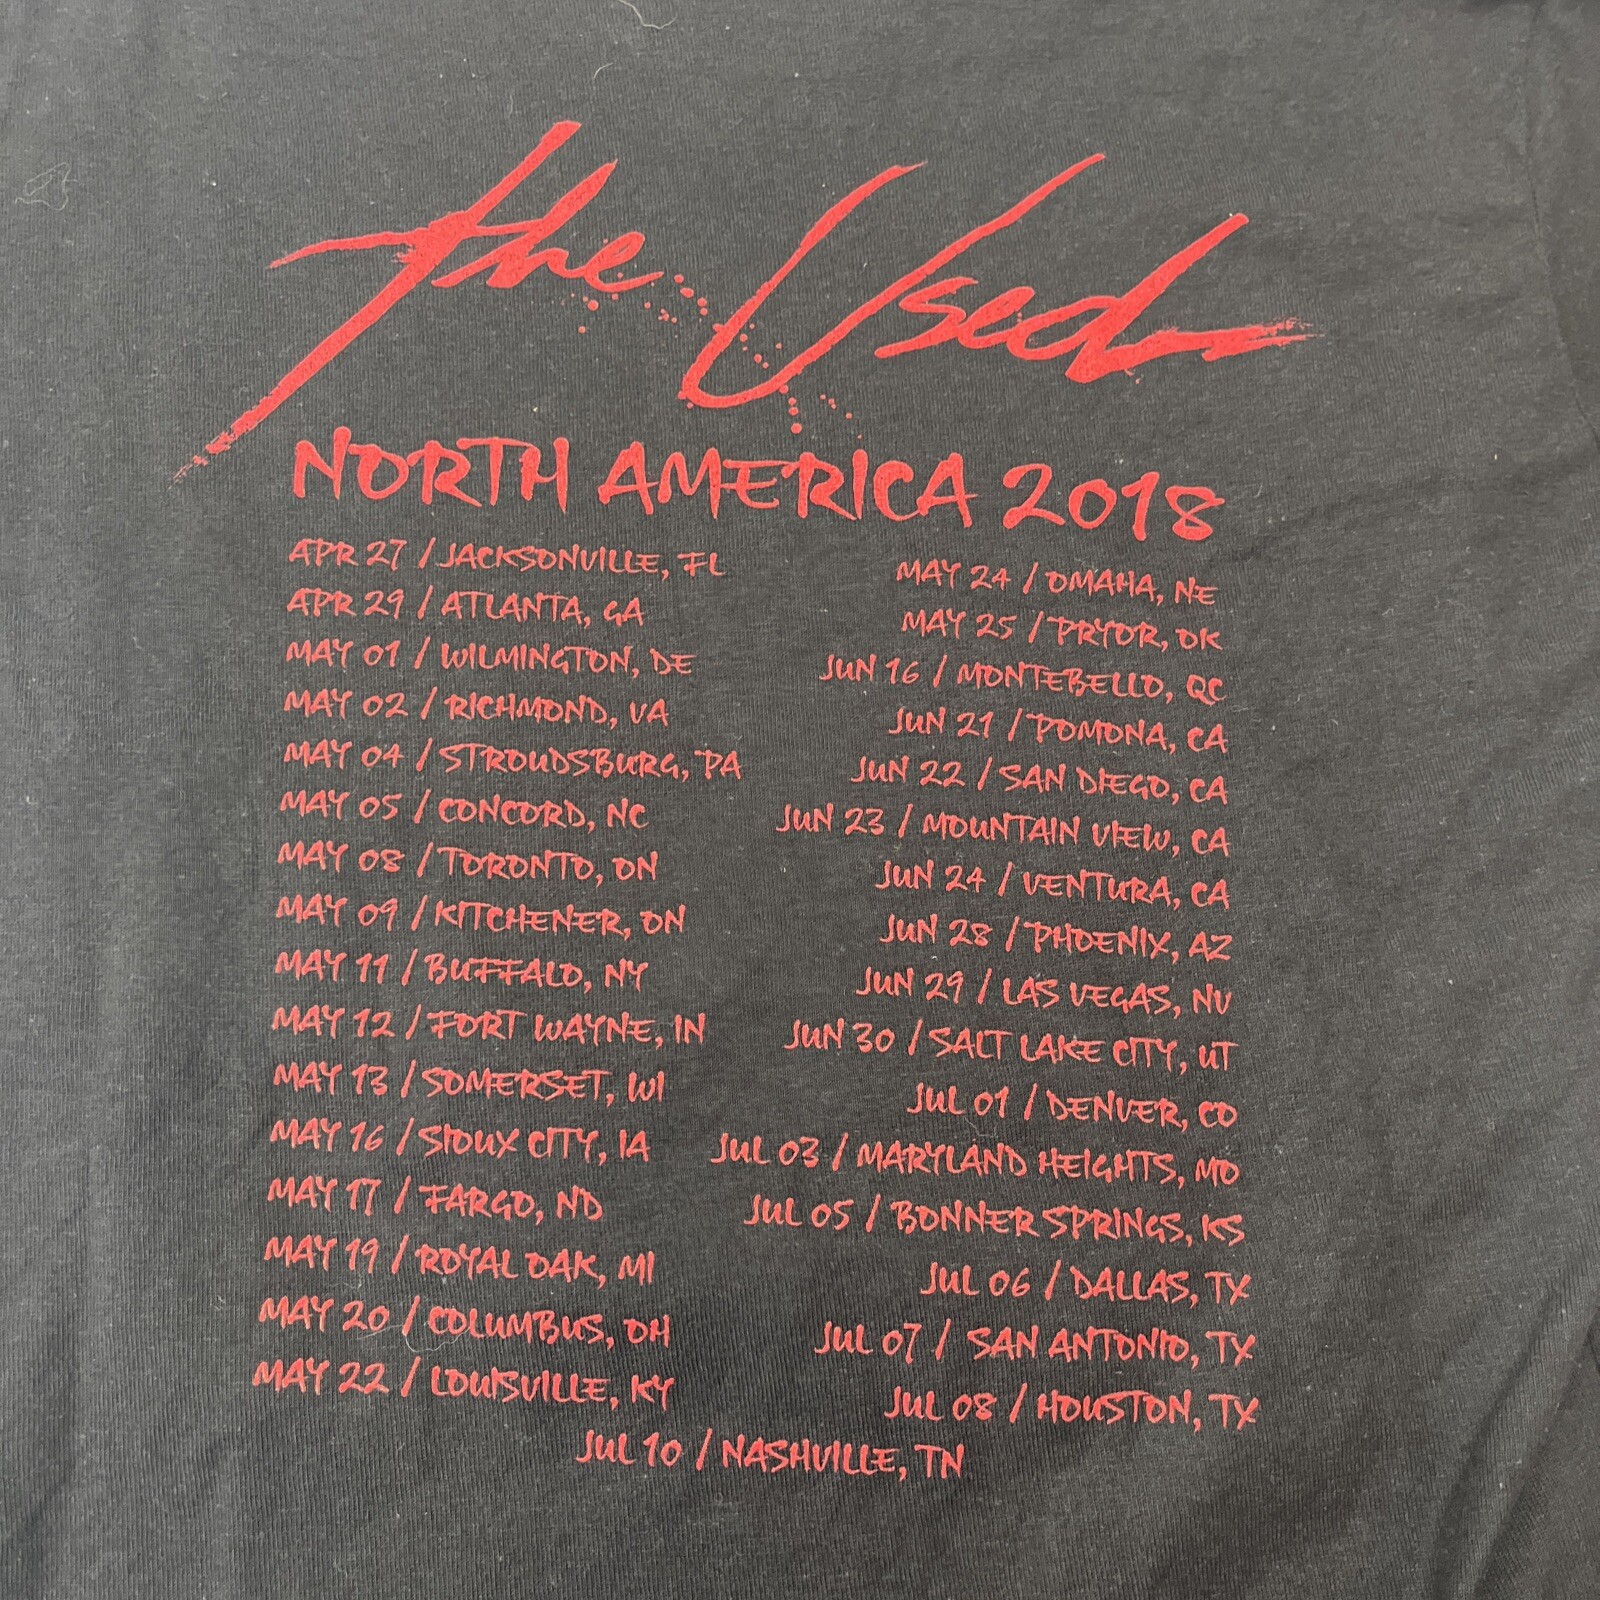 The Used
NORTH AMERICA 2018
APR 27 / JACKSONVILLE, FL
APR 29 / ATLANTA, GA
MAY 01 / WILMINGTON, DE
MAY 02 / RICHMOND, VA
MAY 04 / STROUDSBURG, PA
MAY 05 / CONCORD, NC
MAY 08 / TORONTO, ON
MAY 09 / KITCHENER, ON
MAY 11 / BUFFALO, NY
MAY 12 / FORT WAYNE, IN
MAY 13 / SOMERSET, WI
MAY 16 / SIOUX CITY, IA
MAY 17 / FARGO, ND
MAY 19 / ROYAL OAK, MI
MAY 20 / COLUMBUS, OH
MAY 22 / LOUISVILLE, KY
MAY 24 / OMAHA, NE
MAY 25 / PRYOR, OK
JUN 16 / MONTEBELLO, QC
JUN 21 / POMONA, CA
JUN 22 / SAN DIEGO, CA
JUN 23 / MOUNTAIN VIEW, CA
JUN 24 / VENTURA, CA
JUN 28 / PHOENIX, AZ
JUN 29 / LAS VEGAS, NV
JUN 30 / SALT LAKE CITY, UT
JUL 01 / DENVER, CO
JUL 03 / MARYLAND HEIGHTS, MO
JUL 05 / BONNER SPRINGS, KS
JUL 06 / DALLAS, TX
JUL 07 / SAN ANTONIO, TX
JUL 08 / HOUSTON, TX
JUL 10 / NASHVILLE, TN